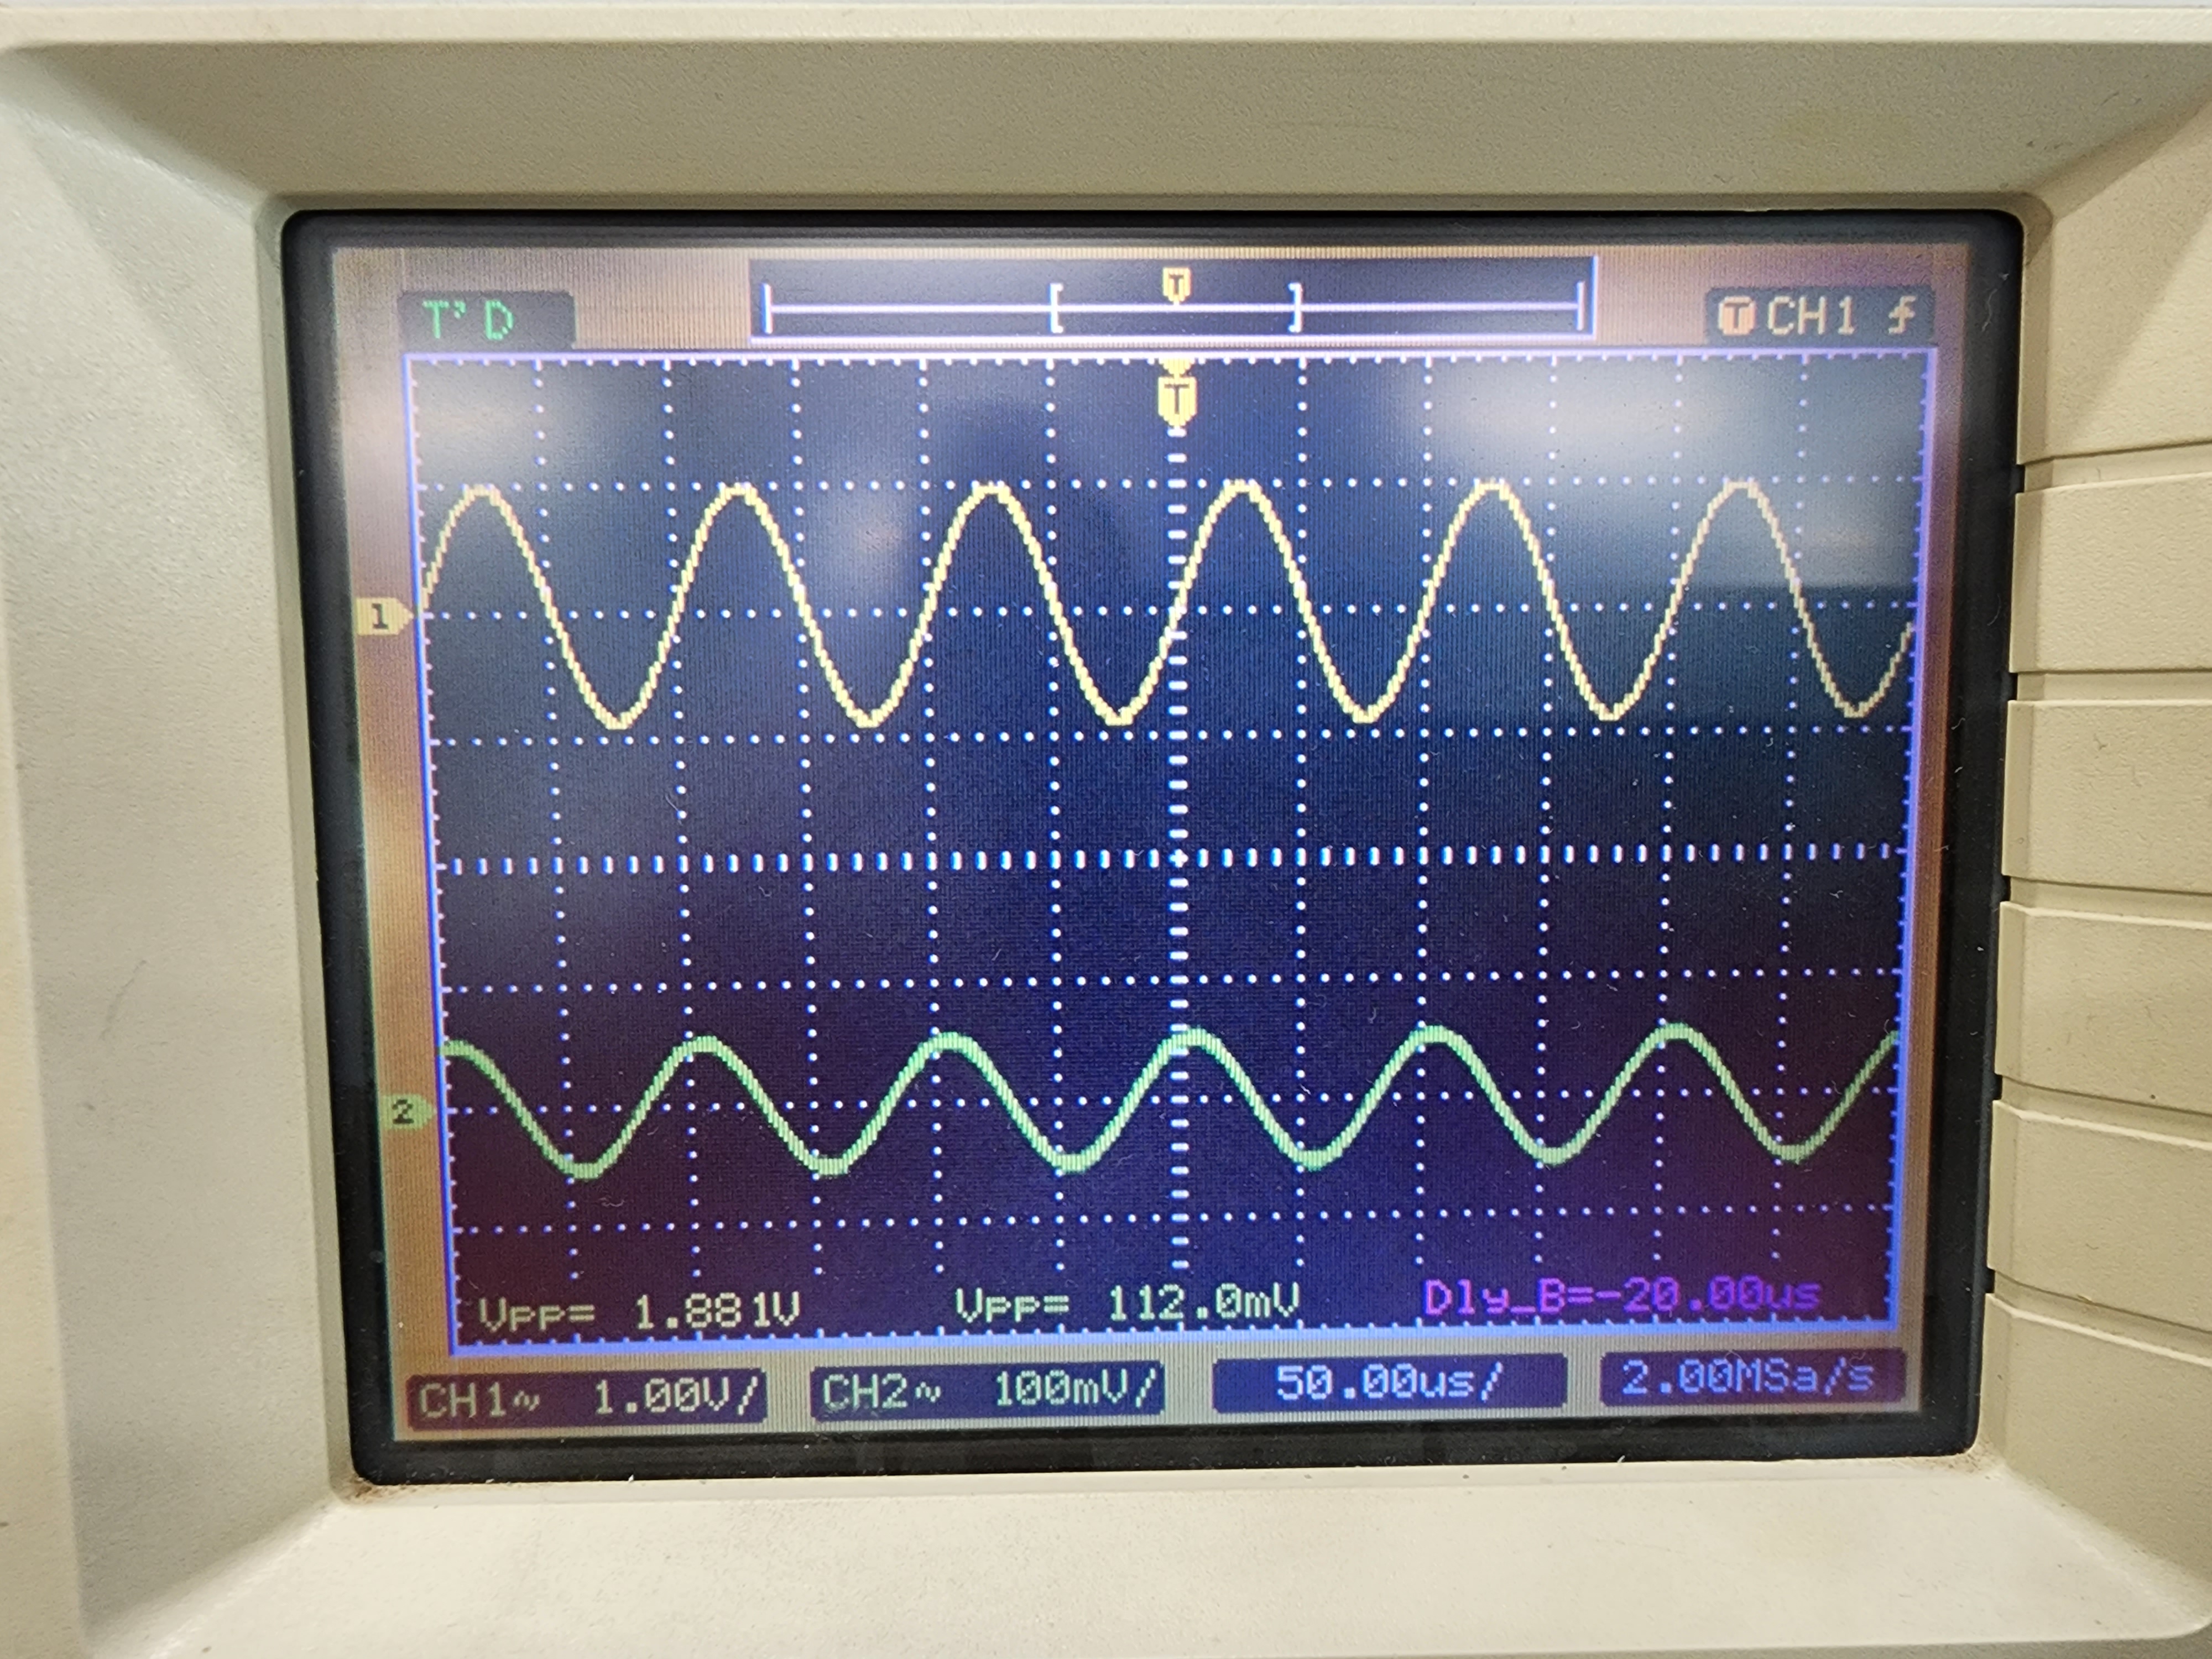 T
T'D
T CH1
T
1
2
Vpp= 1.881V Vpp= 112.0mV Dly_B=-20.00us
CH1~ 1.00V/ CH2~ 100mV/ 50.00us/ 2.00MSa/s